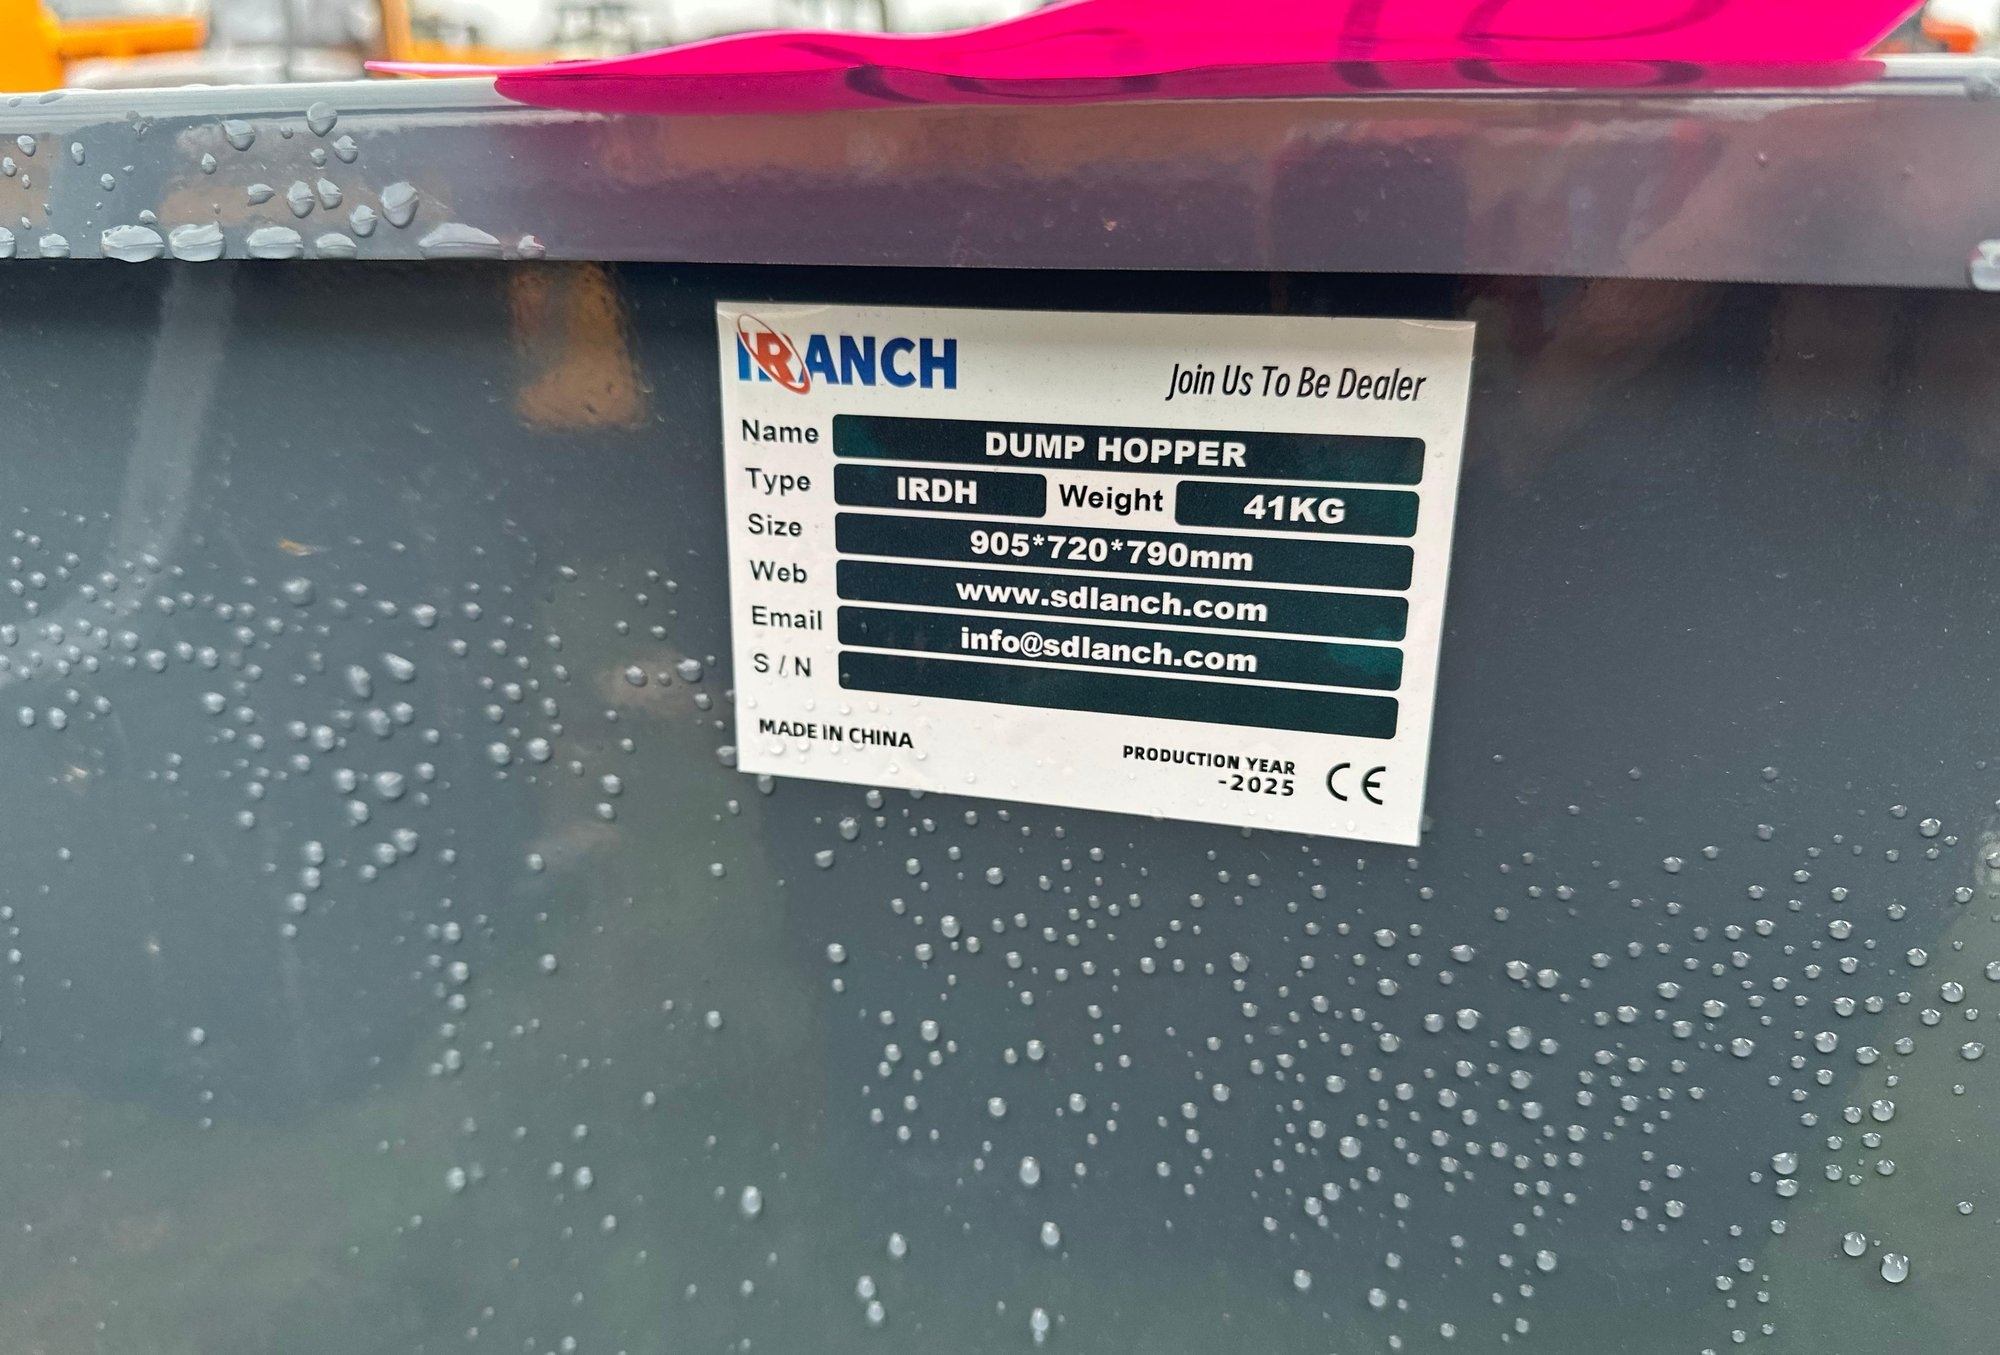 IRANCH
Join Us To Be Dealer
Name DUMP HOPPER
Type IRDH Weight 41KG
Size 905*720*790mm
Web www.sdlanch.com
Email info@sdlanch.com
S / N
MADE IN CHINA
PRODUCTION YEAR
-2025
CE